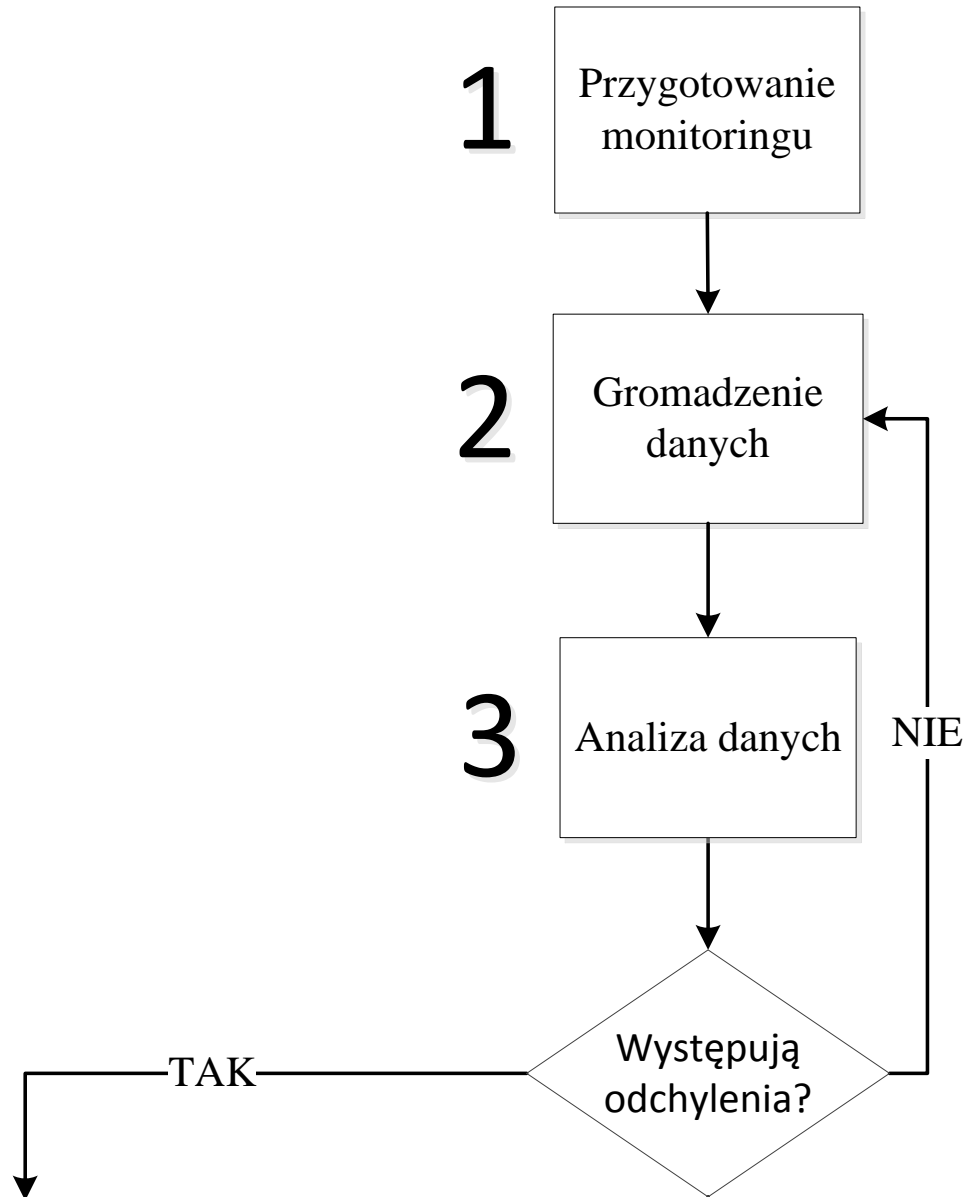 1
Przygotowanie
monitoringu
2
Gromadzenie
danych
3
Analiza danych
NIE
Występują
odchylenia?
TAK